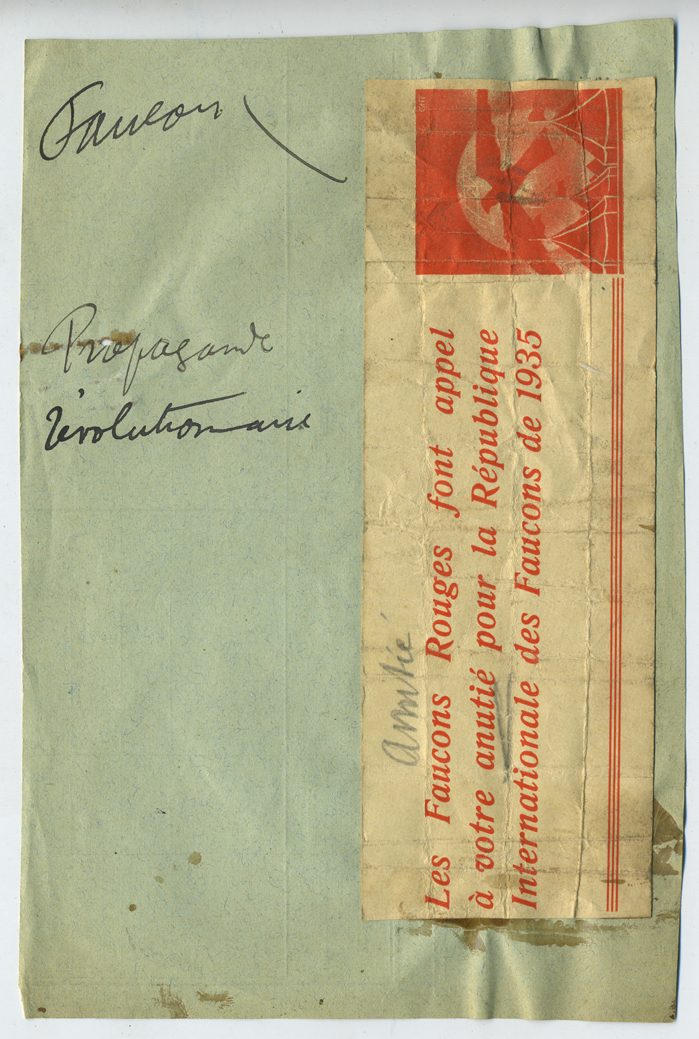 Faucon
Propagande
révolutionnaire
Amitié
Les Faucons Rouges font appel
à votre anutié pour la République
Internationale des Faucons de 1935